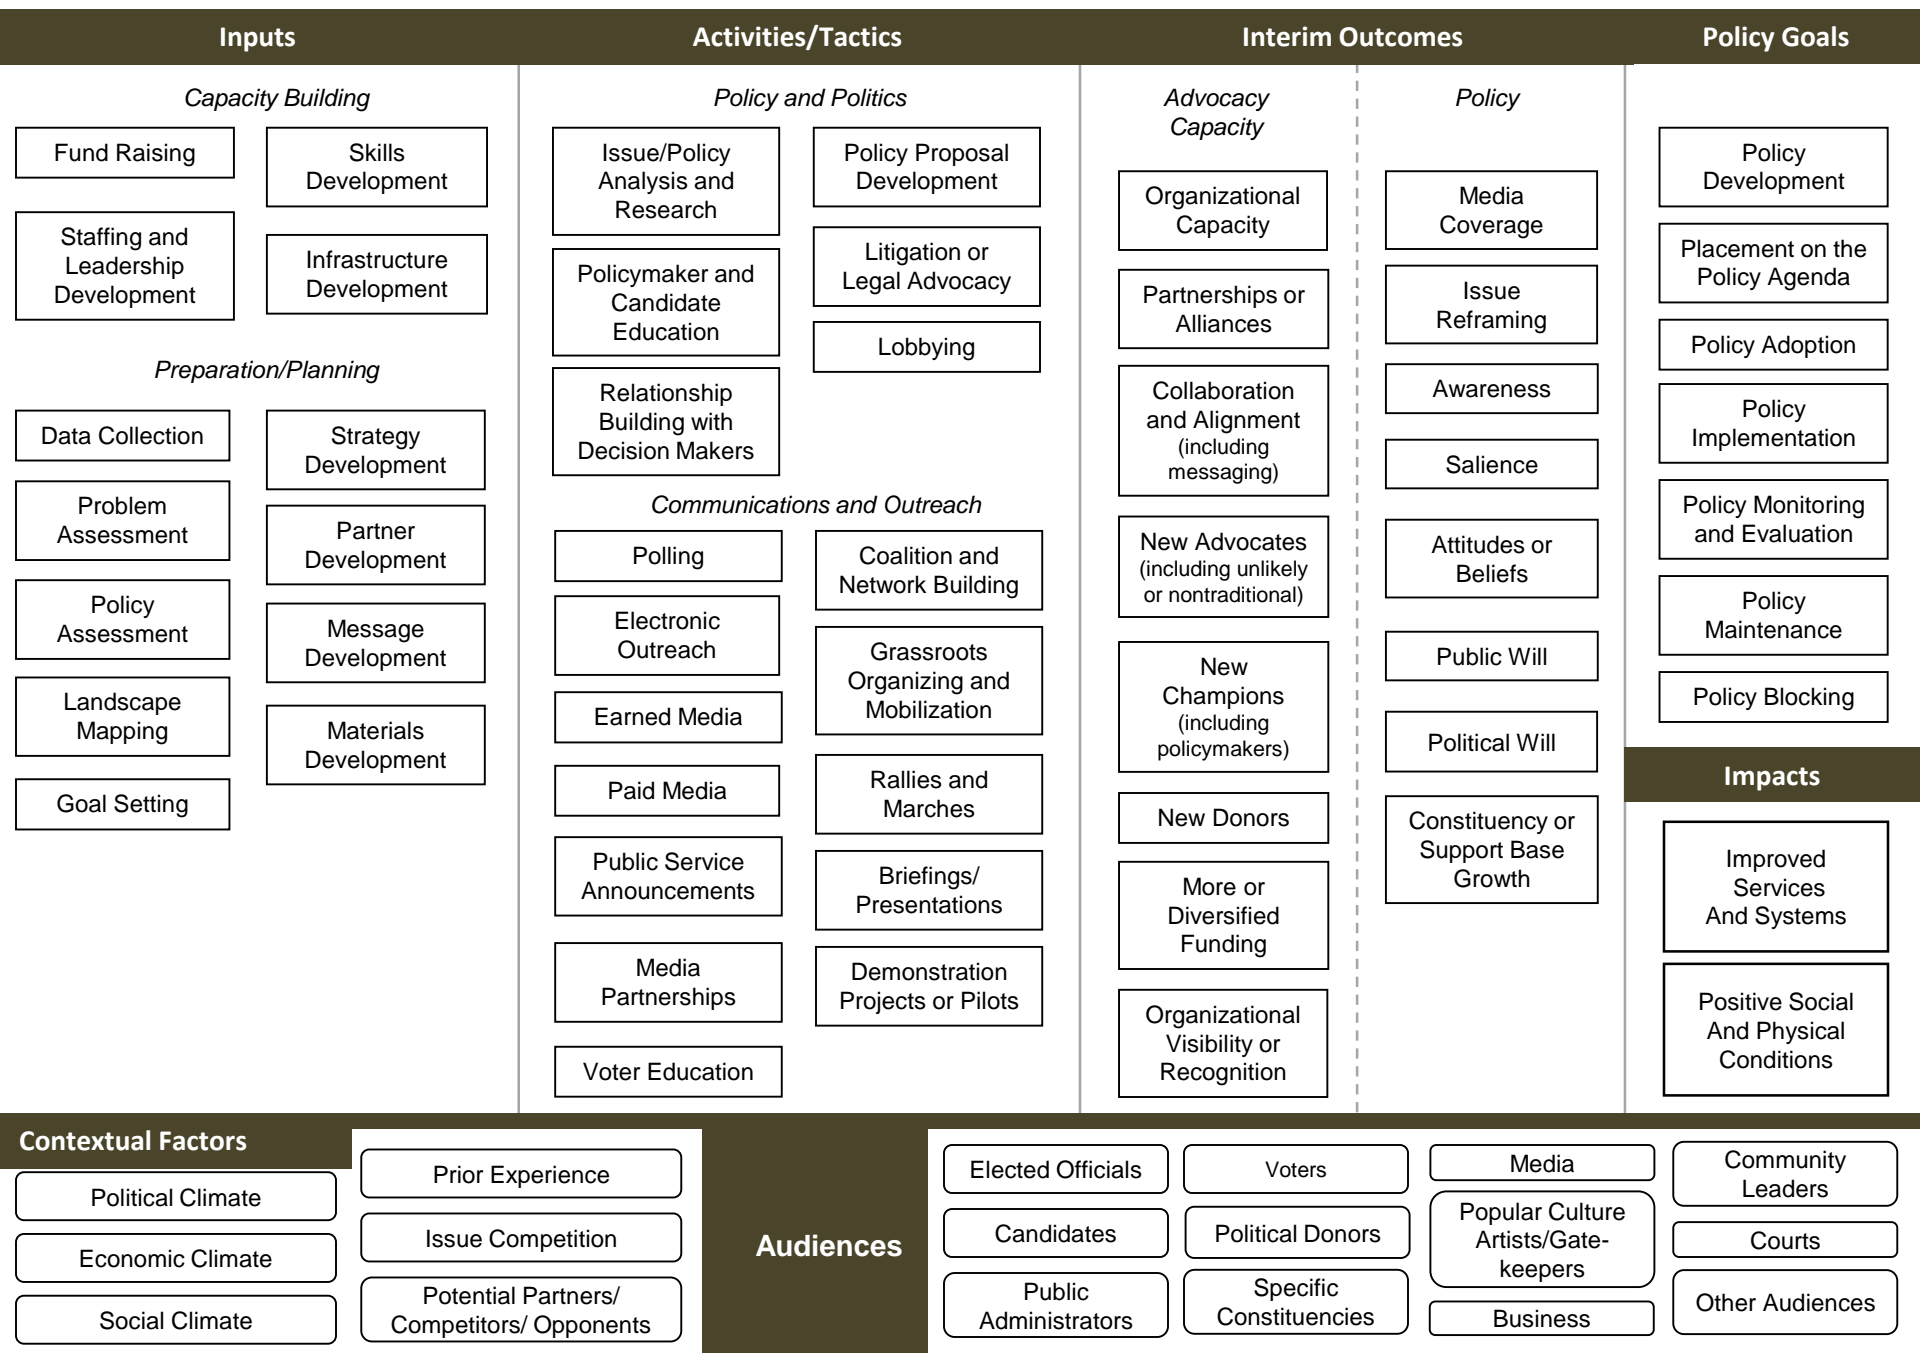 Inputs
Activities/Tactics
Interim Outcomes
Policy Goals
Capacity Building
Fund Raising
Skills
Development
Staffing and
Leadership
Development
Infrastructure
Development
Preparation/Planning
Data Collection
Strategy
Development
Problem
Assessment
Partner
Development
Policy
Assessment
Message
Development
Landscape
Mapping
Materials
Development
Goal Setting
Policy and Politics
Issue/Policy
Analysis and
Research
Policy Proposal
Development
Policymaker and
Candidate
Education
Litigation or
Legal Advocacy
Lobbying
Relationship
Building with
Decision Makers
Communications and Outreach
Polling
Coalition and
Network Building
Electronic
Outreach
Grassroots
Organizing and
Mobilization
Earned Media
Paid Media
Rallies and
Marches
Public Service
Announcements
Briefings/
Presentations
Media
Partnerships
Demonstration
Projects or Pilots
Voter Education
Advocacy
Capacity
Organizational
Capacity
Partnerships or
Alliances
Collaboration
and Alignment
(including
messaging)
New Advocates
(including unlikely
or nontraditional)
New
Champions
(including
policymakers)
New Donors
More or
Diversified
Funding
Organizational
Visibility or
Recognition
Policy
Media
Coverage
Issue
Reframing
Awareness
Salience
Attitudes or
Beliefs
Public Will
Political Will
Constituency or
Support Base
Growth
Policy
Development
Placement on the
Policy Agenda
Policy Adoption
Policy
Implementation
Policy Monitoring
and Evaluation
Policy
Maintenance
Policy Blocking
Impacts
Improved
Services
And Systems
Positive Social
And Physical
Conditions
Contextual Factors
Political Climate
Economic Climate
Social Climate
Prior Experience
Issue Competition
Potential Partners/
Competitors/ Opponents
Audiences
Elected Officials
Candidates
Public
Administrators
Voters
Political Donors
Specific
Constituencies
Media
Popular Culture
Artists/Gate-
keepers
Business
Community
Leaders
Courts
Other Audiences